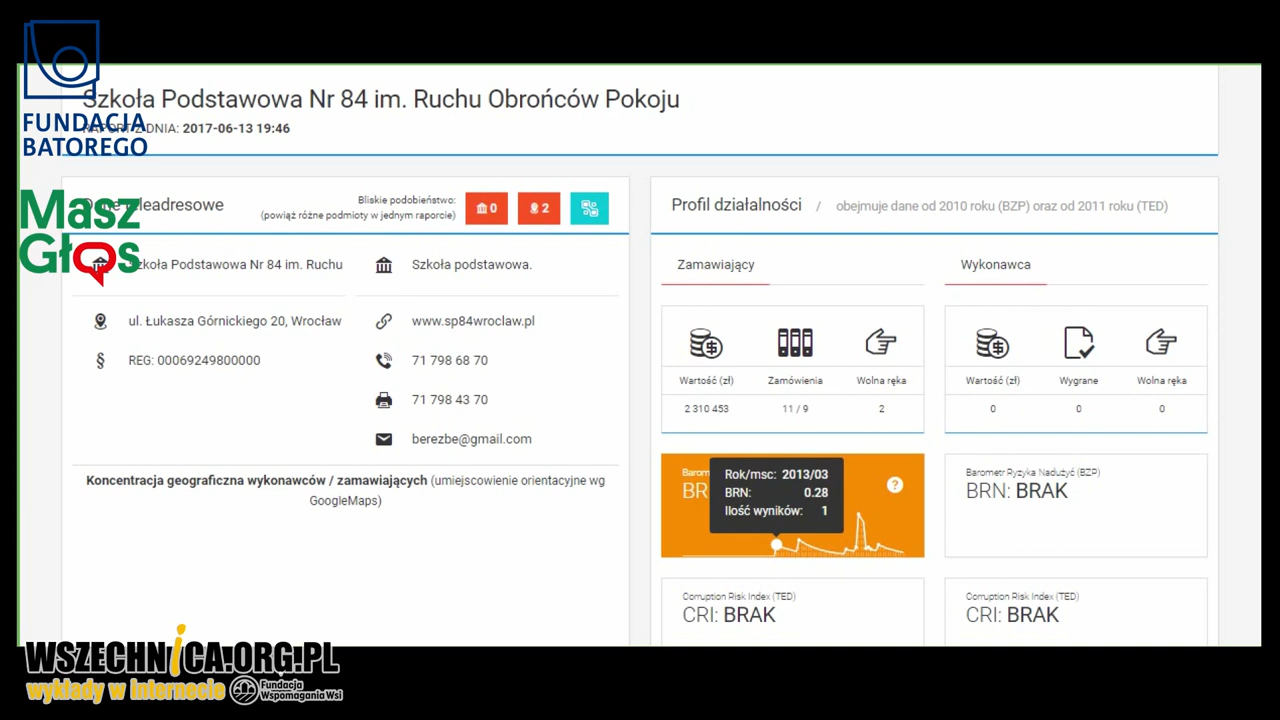 Szkoła Podstawowa Nr 84 im. Ruchu Obrońców Pokoju
RAPORT Z DNIA: 2017-06-13 19:46
FUNDACJA
BATOREGO
Masz
Głos
Dane teleadresowe
Bliskie podobieństwo:
(powiąż różne podmioty w jednym raporcie)
0
2
Szkoła Podstawowa Nr 84 im. Ruchu
Szkoła podstawowa.
ul. Łukasza Górnickiego 20, Wrocław
www.sp84wroclaw.pl
§ REG: 00069249800000
71 798 68 70
71 798 43 70
berezbe@gmail.com
Koncentracja geograficzna wykonawców / zamawiających (umiejscowienie orientacyjne wg
GoogleMaps)
Profil działalności / obejmuje dane od 2010 roku (BZP) oraz od 2011 roku (TED)
Zamawiający
Wartość (zł) Zamówienia Wolna ręka
2 310 453 11 / 9 2
Wykonawca
Wartość (zł) Wygrane Wolna ręka
0 0 0
Barom
BR
?
Rok/msc: 2013/03
BRN: 0.28
Ilość wyników: 1
Barometr Ryzyka Nadużyć (BZP)
BRN: BRAK
Corruption Risk Index (TED)
CRI: BRAK
Corruption Risk Index (TED)
CRI: BRAK
WSZECHNICA.ORG.PL
wykłady w internecie
Fundacja
Wspomagania Wsi